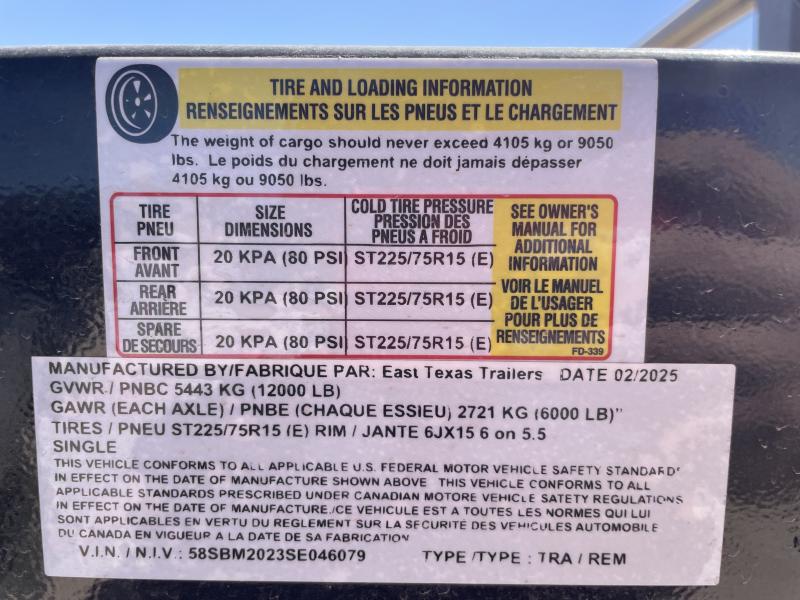 TIRE AND LOADING INFORMATION
RENSEIGNEMENTS SUR LES PNEUS ET LE CHARGEMENT
The weight of cargo should never exceed 4105 kg or 9050
lbs. Le poids du chargement ne doit jamais dépasser
4105 kg ou 9050 lbs.
TIRE
PNEU
SIZE
DIMENSIONS
COLD TIRE PRESSURE
PRESSION DES
PNEUS A FROID
SEE OWNER'S
MANUAL FOR
ADDITIONAL
INFORMATION
VOIR LE MANUEL
DE L'USAGER
POUR PLUS DE
RENSEIGNEMENTS
FD-339
FRONT
AVANT
20 KPA (80 PSI)
ST225/75R15 (E)
REAR
ARRIÈRE
20 KPA (80 PSI)
ST225/75R15 (E)
SPARE
DE SECOURS
20 KPA (80 PSI)
ST225/75R15 (E)
MANUFACTURED BY/FABRIQUE PAR: East Texas Trailers DATE 02/2025
GVWR / PNBC 5443 KG (12000 LB)
GAWR (EACH AXLE) / PNBE (CHAQUE ESSIEU) 2721 KG (6000 LB)"
TIRES / PNEU ST225/75R15 (E) RIM / JANTE 6JX15 6 on 5.5
SINGLE
THIS VEHICLE CONFORMS TO ALL APPLICABLE U.S. FEDERAL MOTOR VEHICLE SAFETY STANDARDS
IN EFFECT ON THE DATE OF MANUFACTURE SHOWN ABOVE THIS VEHICLE CONFORMS TO ALL
APPLICABLE STANDARDS PRESCRIBED UNDER CANADIAN MOTORE VEHICLE SATETY REGULATIONS
IN EFFECT ON THE DATE OF MANUFACTURE./CE VEHICULE EST A TOUTES LES NORMES QUI LUI
SONT APPLICABLES EN VERTU DU REGLEMENT SUR LA SECURITE DES VEHICULES AUTOMOBILE
DU CANADA EN VIGUEUR A LA DATE DE SA FABRICATION
V.I.N. / N.I.V.: 58SBM2023SE046079 TYPE /TYPE : TRA / REM